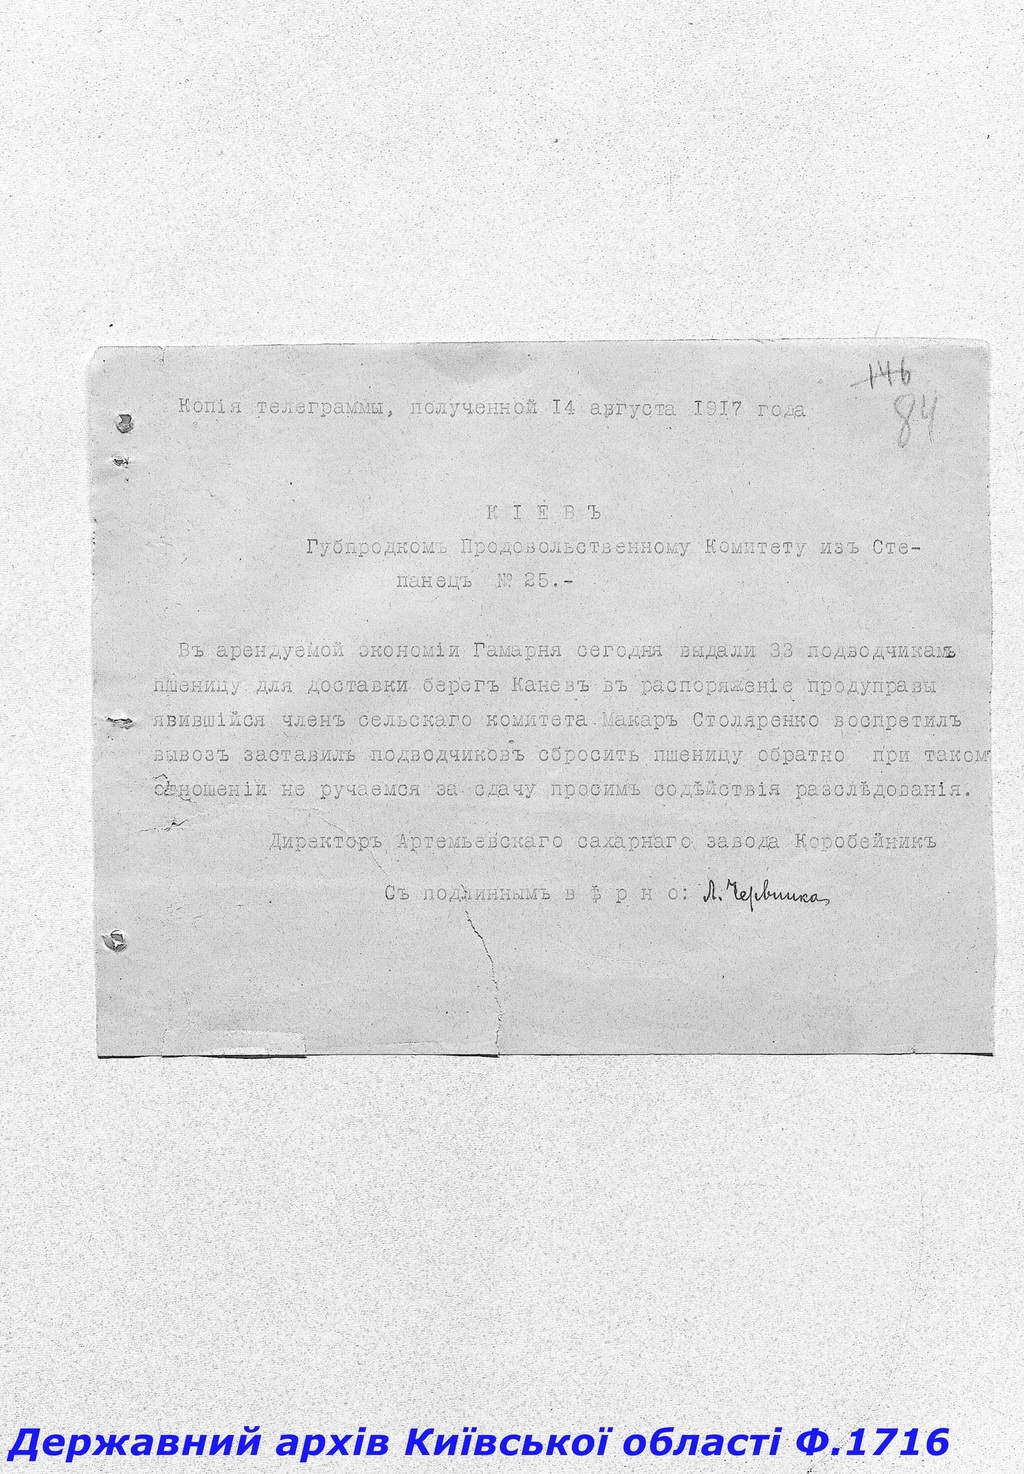 146
84
Копія телеграммы, полученной 14 августа 1917 года
КІЕВЪ
Губпродкомъ Продовольственному Комитету изъ Сте-
панецъ № 25.-
Въ арендуемой экономіи Гамарня сегодня выдали 33 подводчикамъ
пшеницу для доставки берегъ Каневъ въ распоряженіе продуправы
явившійся членъ сельскаго комитета Макаръ Столяренко воспретилъ
вывозъ заставилъ подводчиковъ сбросить пшеницу обратно при таком
отношеніи не ручаемся за сдачу просимъ содѣйствія разслѣдованія.
Директоръ Артемьевскаго сахарнаго завода Коробейникъ
Съ подлиннымъ вѣрно: Л.
Державний архів Київської області Ф.1716